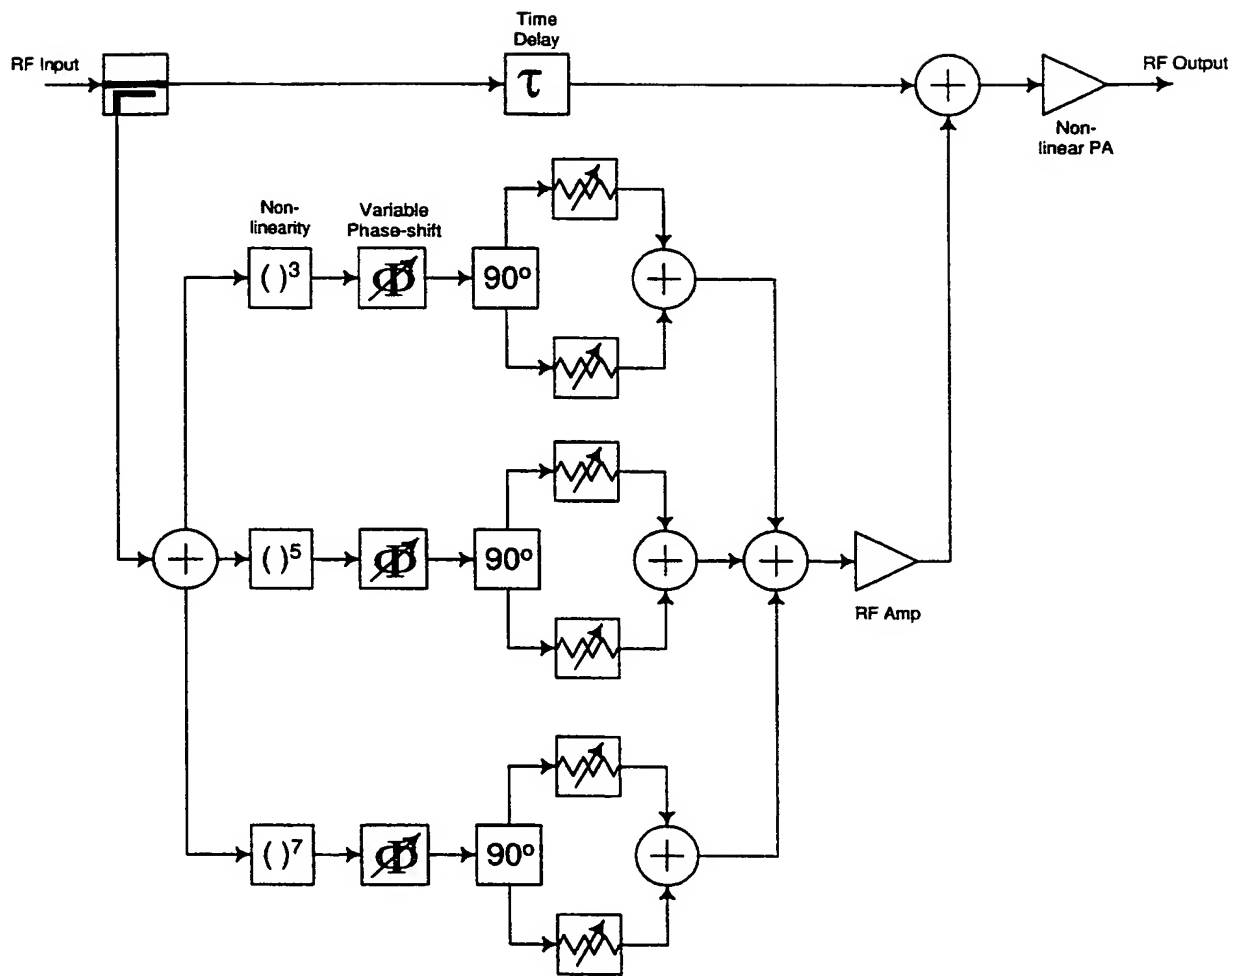 Time
Delay
RF Input
τ
RF Output
Non-
linear PA
Non-
linearity
Variable
Phase-shift
( )³
Φ
90º
( )⁵
Φ
90º
RF Amp
( )⁷
Φ
90º